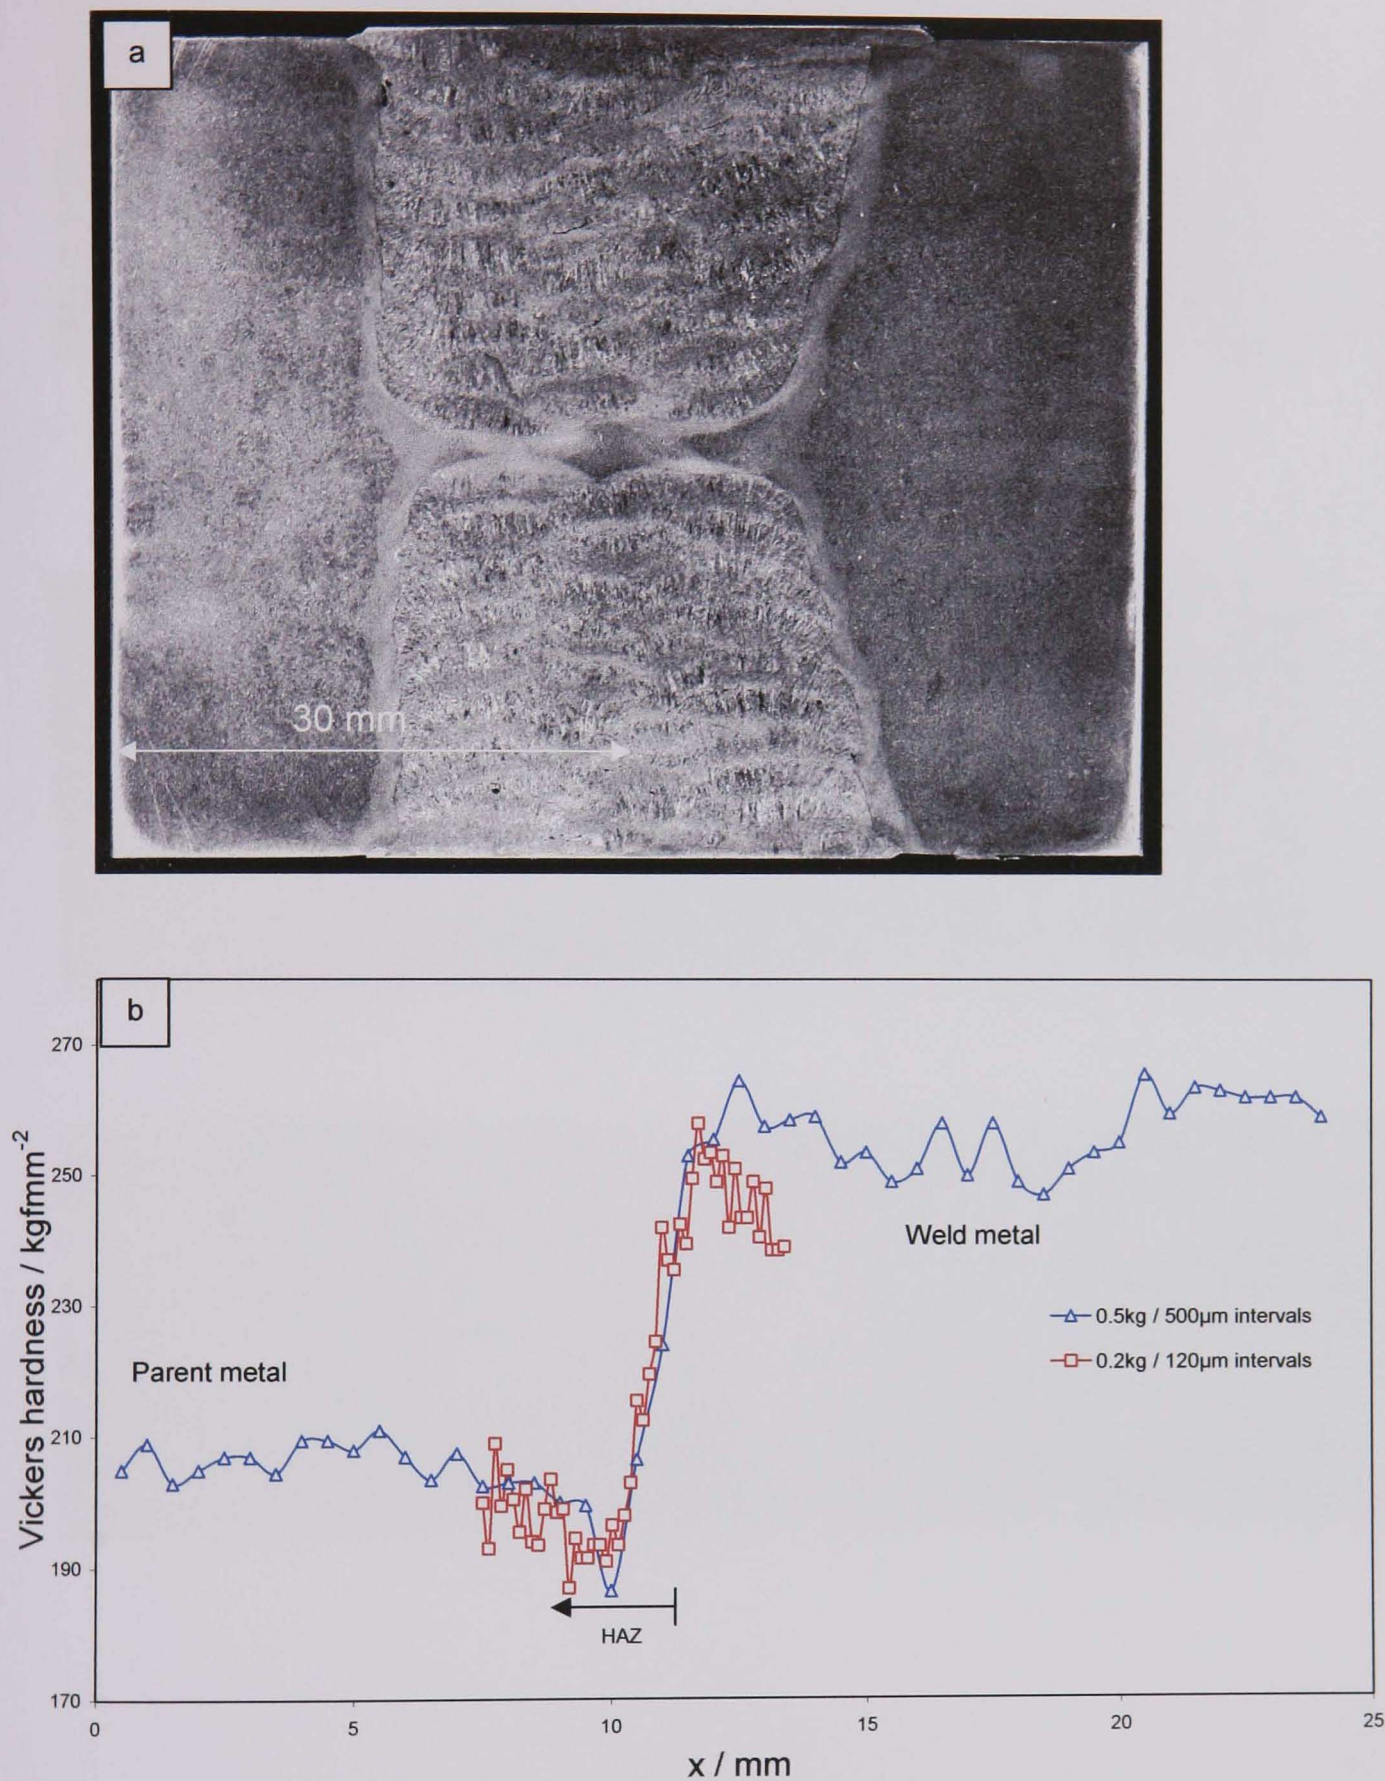 a
30 mm
b
270
250
230
210
190
170
Vickers hardness / kgfmm-2
Parent metal
Weld metal
0.5kg / 500µm intervals
0.2kg / 120µm intervals
HAZ
0 5 10 15 20 25
x / mm